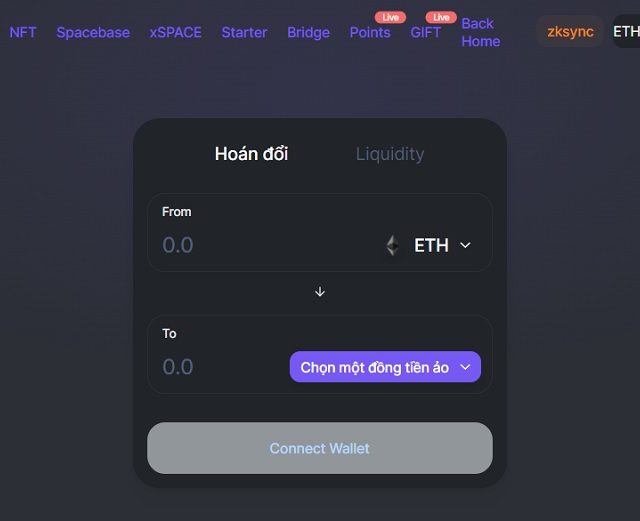 Live Live
NFT Spacebase xSPACE Starter Bridge Points GIFT Back Home zksync ETH
Hoán đổi Liquidity
From
0.0 ETH
To
0.0 Chọn một đồng tiền ảo
Connect Wallet